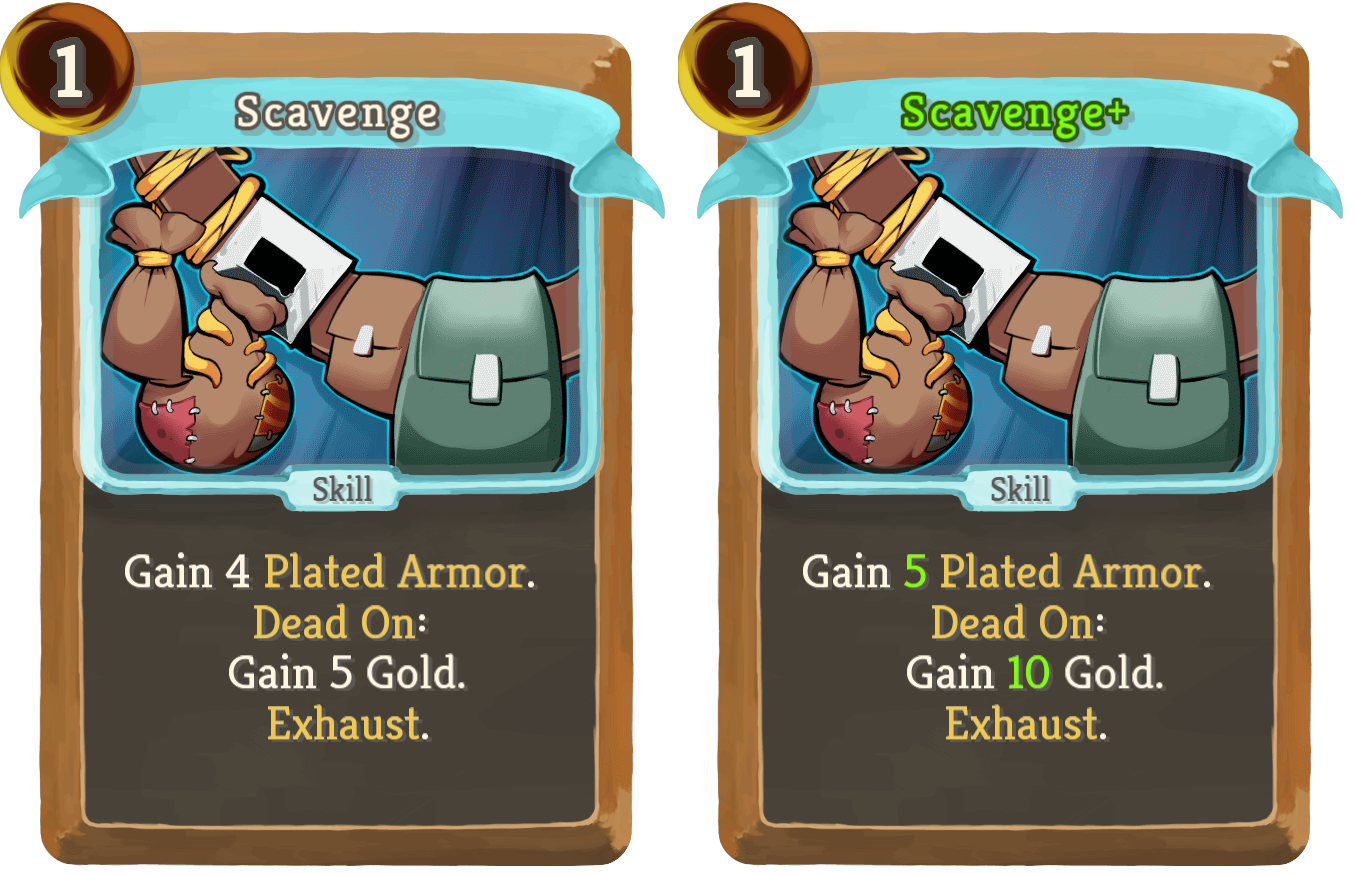 1
Scavenge
Skill
Gain 4 Plated Armor.
Dead On:
Gain 5 Gold.
Exhaust.
1
Scavenge+
Skill
Gain 5 Plated Armor.
Dead On:
Gain 10 Gold.
Exhaust.